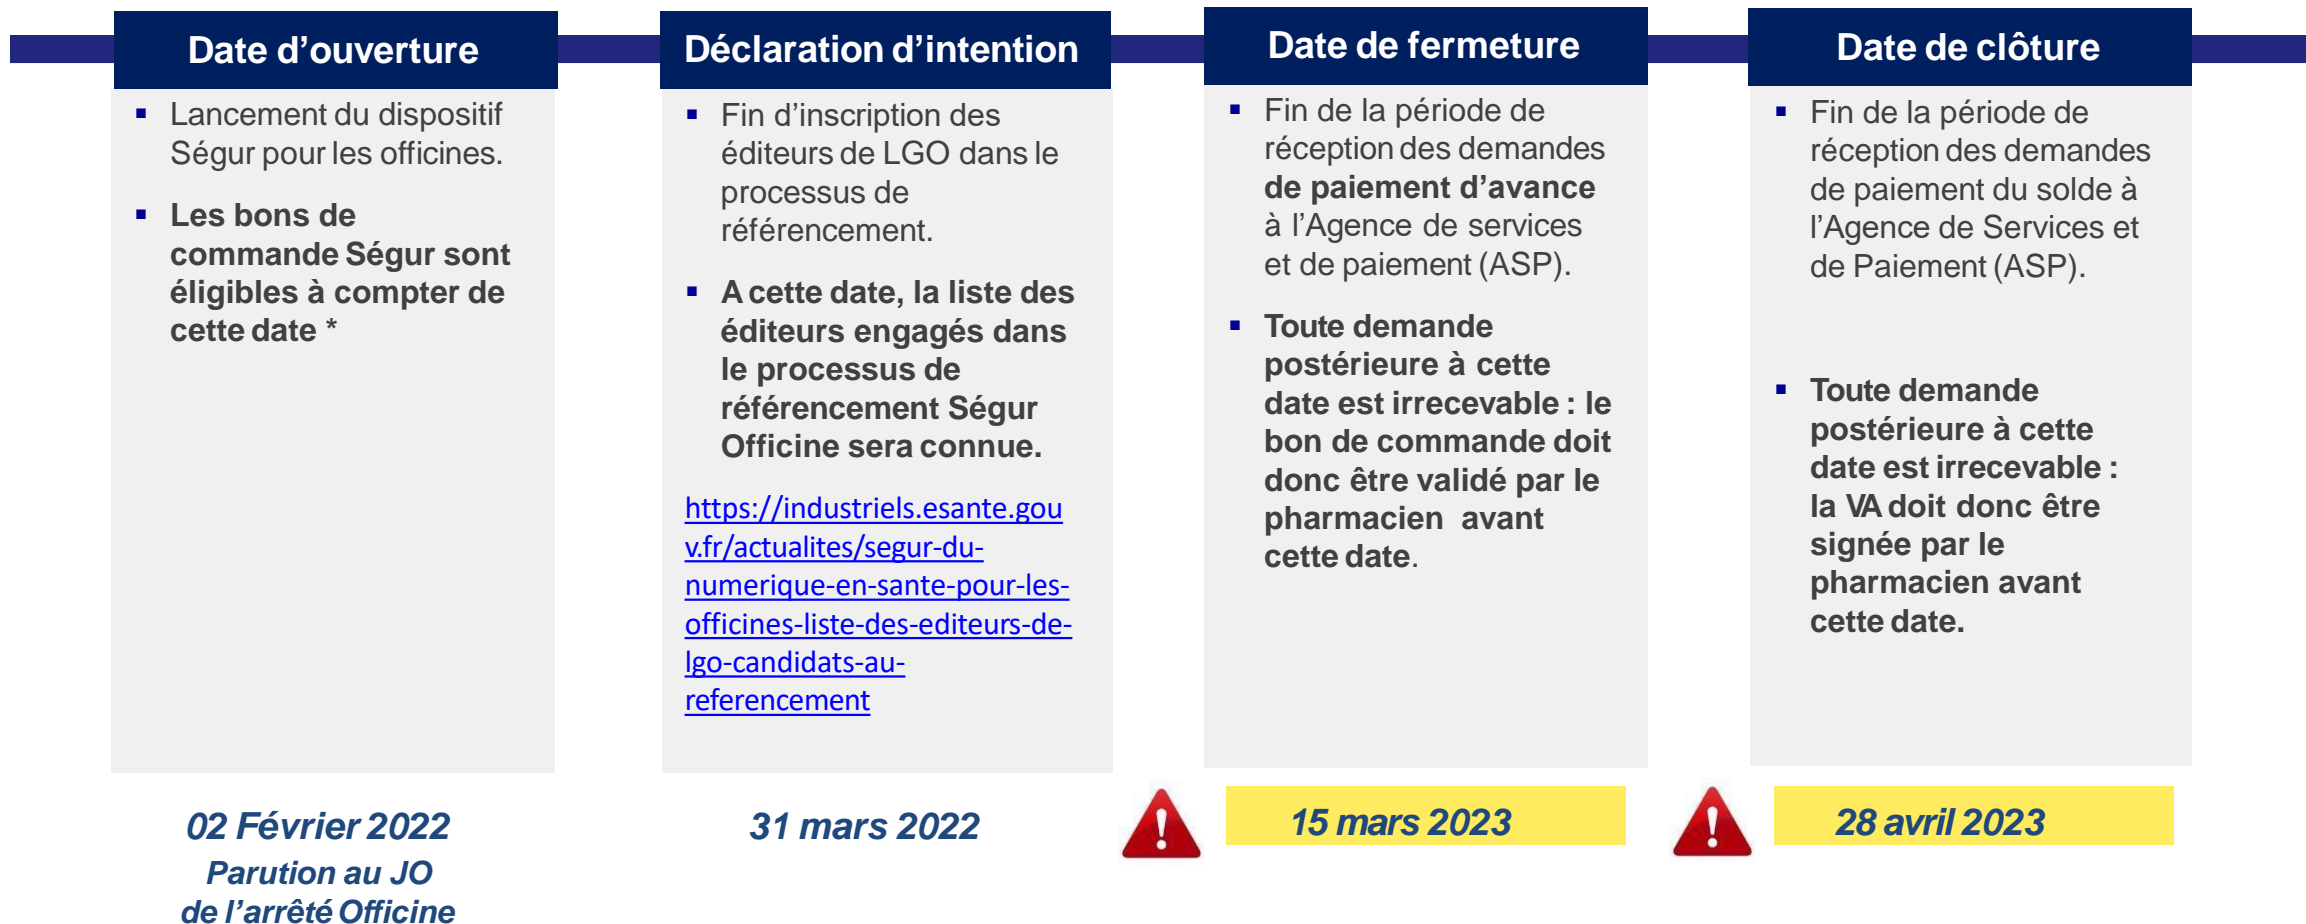 Date d’ouverture
▪ Lancement du dispositif
Ségur pour les officines.
▪ Les bons de
commande Ségur sont
éligibles à compter de
cette date *
02 Février 2022
Parution au JO
de l’arrêté Officine
Déclaration d’intention
▪ Fin d’inscription des
éditeurs de LGO dans le
processus de
référencement.
▪ A cette date, la liste des
éditeurs engagés dans
le processus de
référencement Ségur
Officine sera connue.
https://industriels.esante.gou
v.fr/actualites/segur-du-
numerique-en-sante-pour-les-
officines-liste-des-editeurs-de-
lgo-candidats-au-
referencement
31 mars 2022
Date de fermeture
▪ Fin de la période de
réception des demandes
de paiement d’avance
à l’Agence de services
et de paiement (ASP).
▪ Toute demande
postérieure à cette
date est irrecevable : le
bon de commande doit
donc être validé par le
pharmacien avant
cette date.
15 mars 2023
Date de clôture
▪ Fin de la période de
réception des demandes
de paiement du solde à
l’Agence de Services et
de Paiement (ASP).
▪ Toute demande
postérieure à cette
date est irrecevable :
la VA doit donc être
signée par le
pharmacien avant
cette date.
28 avril 2023